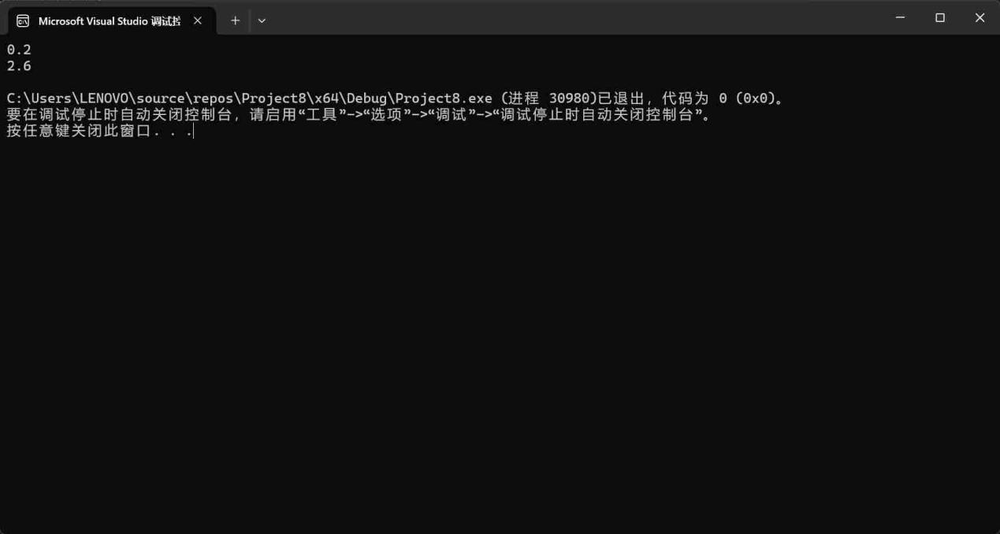 Microsoft Visual Studio 调试控
0.2
2.6
C:\Users\LENOVO\source\repos\Project8\x64\Debug\Project8.exe (进程 30980)已退出，代码为 0 (0x0)。
要在调试停止时自动关闭控制台，请启用“工具”->“选项”->“调试”->“调试停止时自动关闭控制台”。
按任意键关闭此窗口. . .